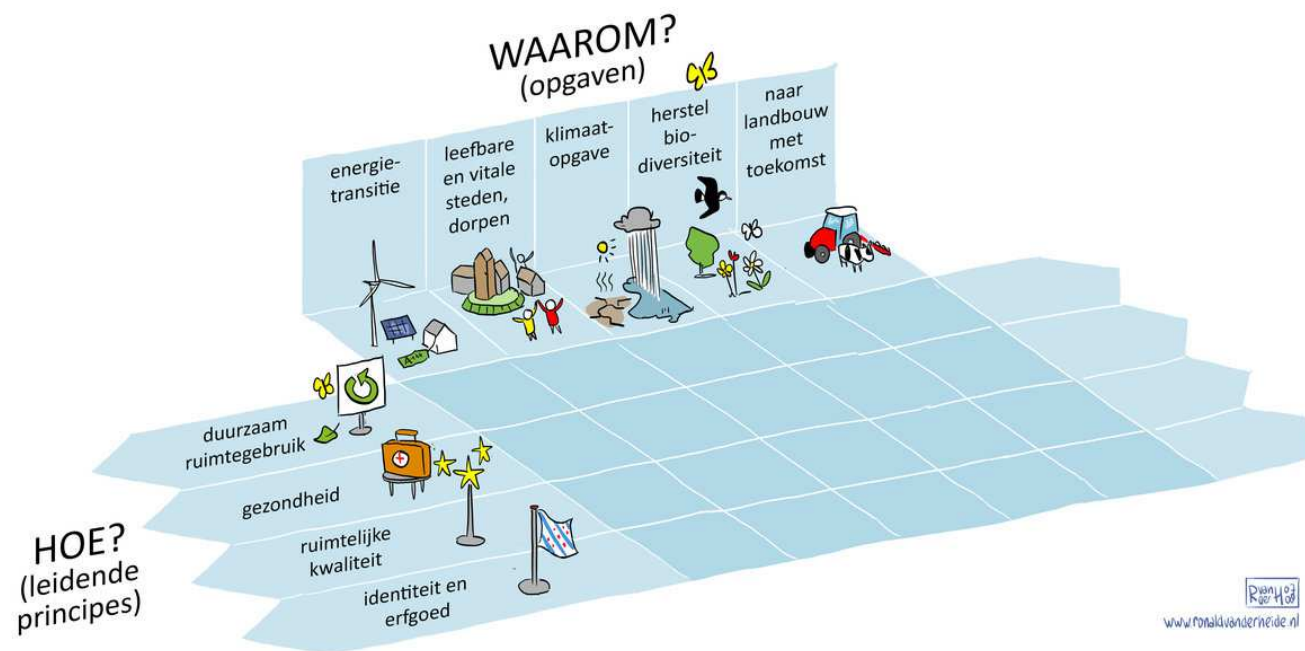 WAAROM?
(opgaven)
energie-
transitie
leefbare
en vitale
steden,
dorpen
klimaat-
opgave
herstel
bio-
diversiteit
naar
landbouw
met
toekomst
A+++
duurzaam
ruimtegebruik
gezondheid
ruimtelijke
kwaliteit
identiteit en
erfgoed
HOE?
(leidende
principes)
www.ronaldvanderheide.nl